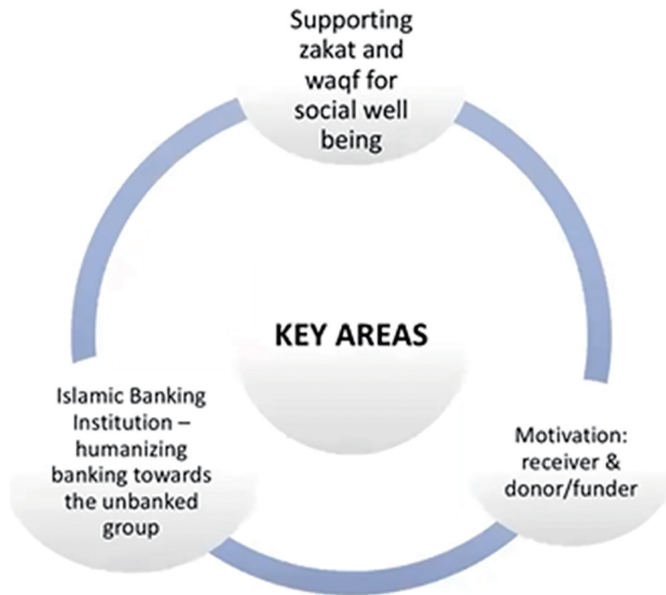 Supporting
zakat and
waqf for
social well
being
KEY AREAS
Islamic Banking
Institution –
humanizing
banking towards
the unbanked
group
Motivation:
receiver &
donor/funder